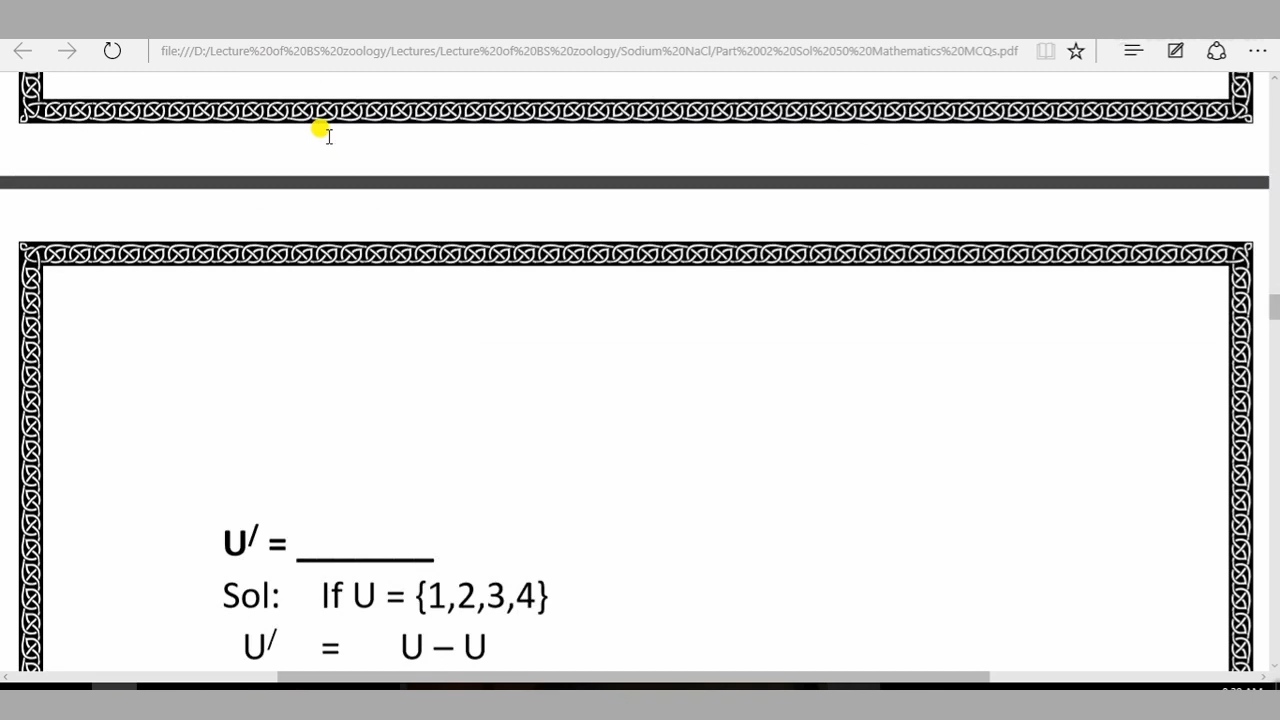 file:///D:/Lecture%20of%20BS%20zoology/Lectures/Lecture%20of%20BS%20zoology/Sodium%20NaCl/Part%2002%20Sol%2050%20Mathematics%20MCQs.pdf
U/ = ________
Sol: If U = {1,2,3,4}
U/ = U – U